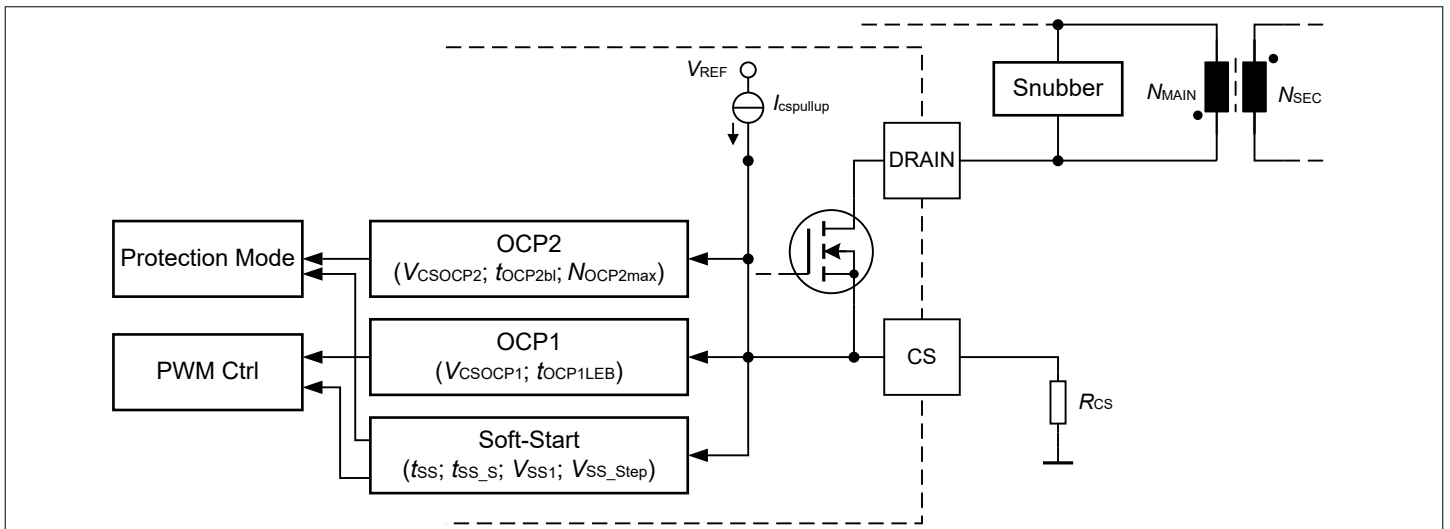 VREF
Icspullup
Snubber
NMAIN
NSEC
DRAIN
Protection Mode
OCP2
(VCSOCP2; tOCP2bl; NOCP2max)
PWM Ctrl
OCP1
(VCSOCP1; tOCP1LEB)
CS
RCS
Soft-Start
(tSS; tSS_S; VSS1; VSS_Step)